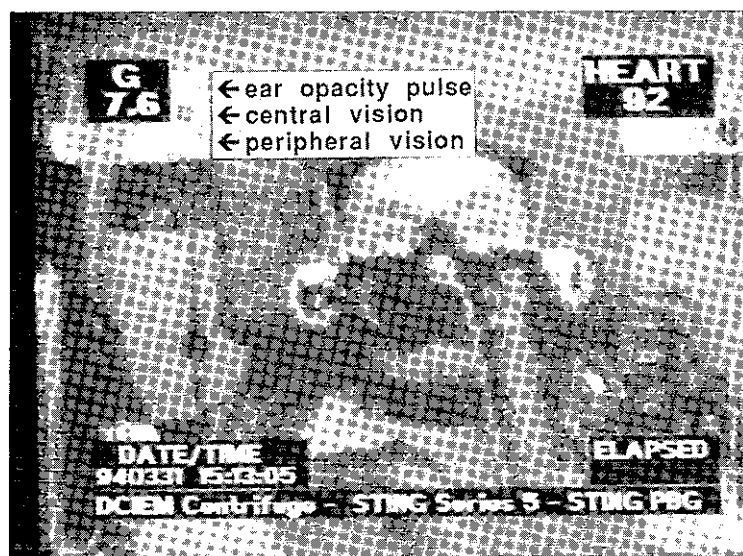 G
7.6
← ear opacity pulse
← central vision
← peripheral vision
HEART
92
DATE/TIME
940331 15:13:05
ELAPSED
DCIEM Centrifuge - STING Series 5 - STING PBG